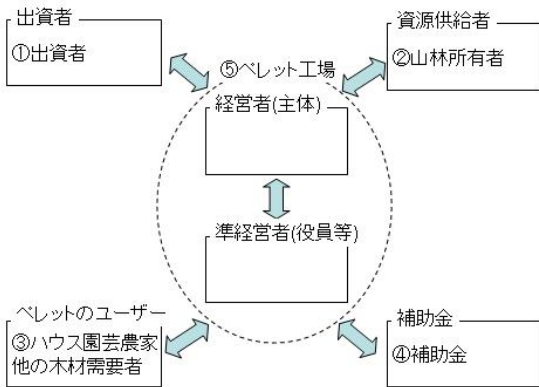 出資者
①出資者
資源供給者
②山林所有者
⑤ペレット工場
経営者(主体)
準経営者(役員等)
ペレットのユーザー
③ハウス園芸農家
他の木材需要者
補助金
④補助金